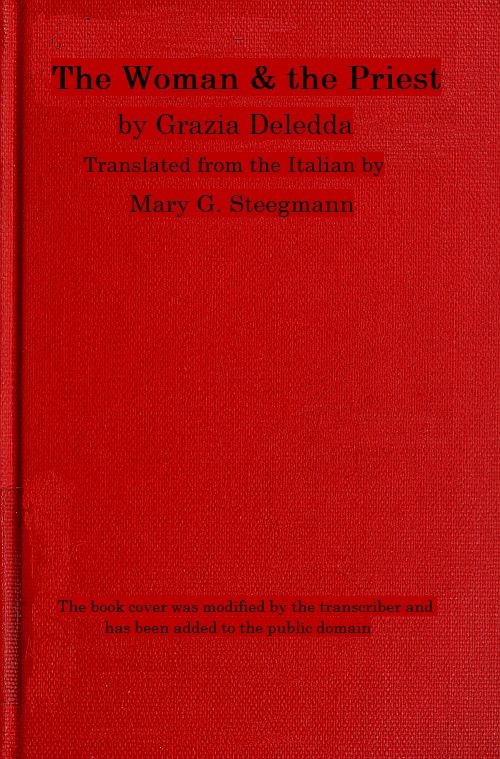 The Woman & the Priest
by Grazia Deledda
Translated from the Italian by
Mary G. Steegmann
The book cover was modified by the transcriber and
has been added to the public domain